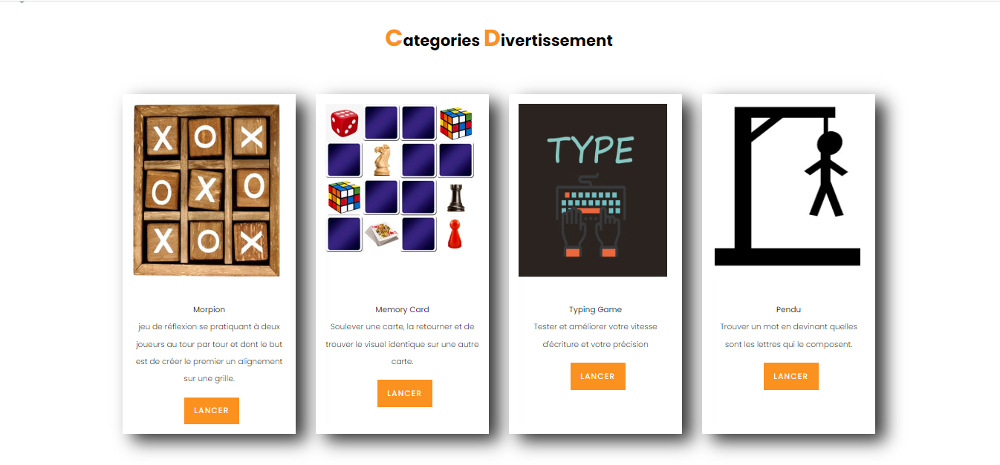 Categories Divertissement
X O X
O X O
X O X
TYPE
Morpion
jeu de réflexion se pratiquant à deux
joueurs au tour par tour et dont le but
est de créer le premier un alignement
sur une grille.
LANCER
Memory Card
Soulever une carte, la retourner et de
trouver le visuel identique sur une autre
carte.
LANCER
Typing Game
Tester et améliorer votre vitesse
d'écriture et votre précision
LANCER
Pendu
Trouver un mot en devinant quelles
sont les lettres qui le composent.
LANCER